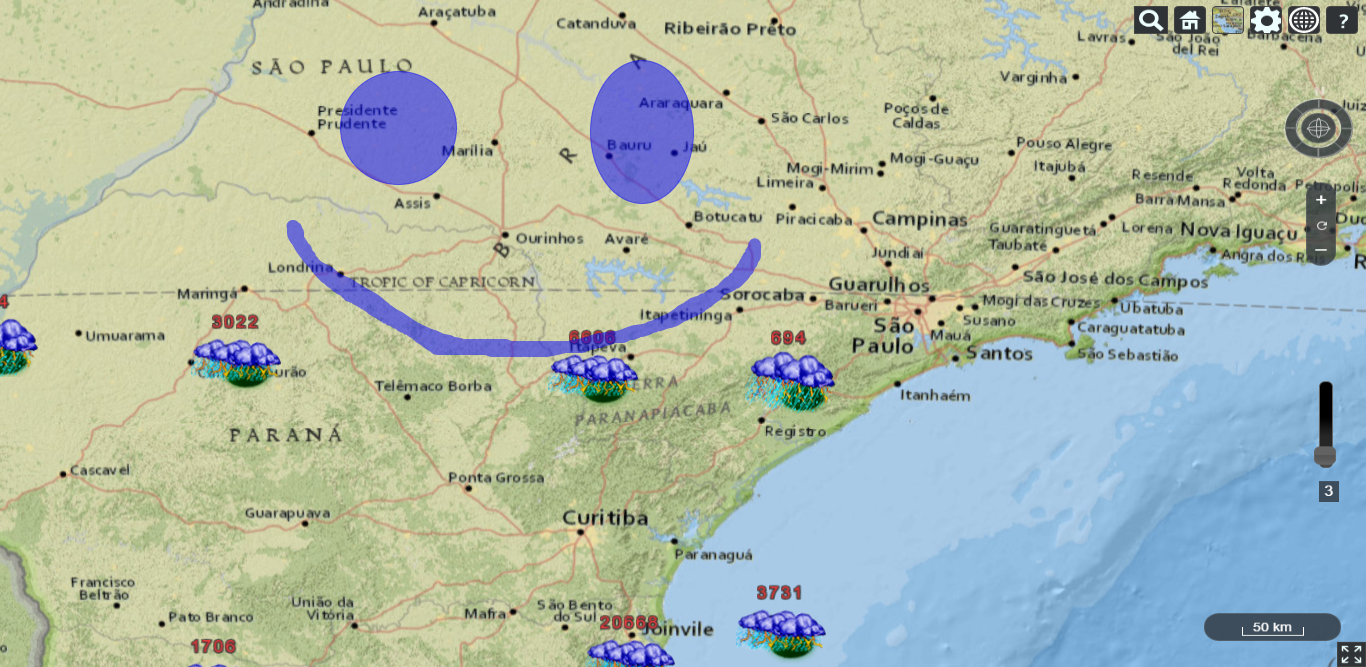 Andradina
Araçatuba
Catanduva
Ribeirão Preto
Lavras
São João
del Rei
Barbacena
?
SÃO PAULO
Varginha
Presidente
Prudente
A
Araraquara
São Carlos
Poços de
Caldas
Marília
R
Bauru
Jaú
Mogi-Mirim
Mogi-Guaçu
Pouso Alegre
Itajubá
Limeira
Resende
Volta
Redonda
Petropolis
Assis
Botucatu
Piracicaba
Campinas
Barra Mansa
+
B
Ourinhos
Avaré
Jundiaí
Guaratinguetá
Taubate
Lorena
Nova Iguaçu
Angra dos Reis
−
Londrina
TROPIC OF CAPRICORN
Maringá
Sorocaba
Guarulhos
Barueri
São José dos Campos
Mogi das Cruzes
Ubatuba
3022
Itapetininga
São
Paulo
Susano
Mauá
Caraguatatuba
Umuarama
6606
Itapeva
694
Santos
São Sebastião
Telêmaco Borba
SERRA
PARANAPIACABA
Itanhaém
PARANÁ
Registro
Cascavel
Ponta Grossa
3
Guarapuava
Curitiba
Paranaguá
Francisco
Beltrão
Pato Branco
União da
Vitória
Mafra
São Bento
do Sul
3731
20668
Joinvile
50 km
1706